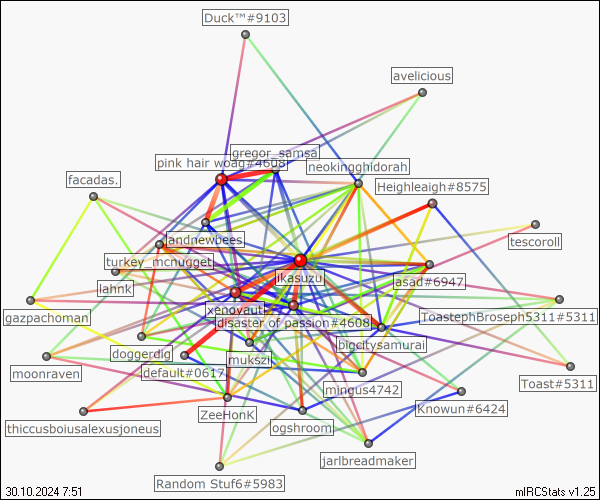 Duck™#9103
avelicious
gregor_samsa
pink hair woag#4608
neokingghidorah
facadas.
Heighleaigh#8575
tescoroll
landnewbees
turkey_mcnugget
lahnk
ikasuzu
asad#6947
gazpachoman
xenovauti
ToastephBroseph5311#5311
disaster of passion#4608
doggerdig
mukszi
bigcitysamurai
moonraven
default#0617
mingus4742
Toast#5311
thiccusboiusalexusjoneus
ZeeHonk
ogshroom
Knowun#6424
jarlbreadmaker
Random Stuf6#5983
30.10.2024 7:51
mIRCStats v1.25